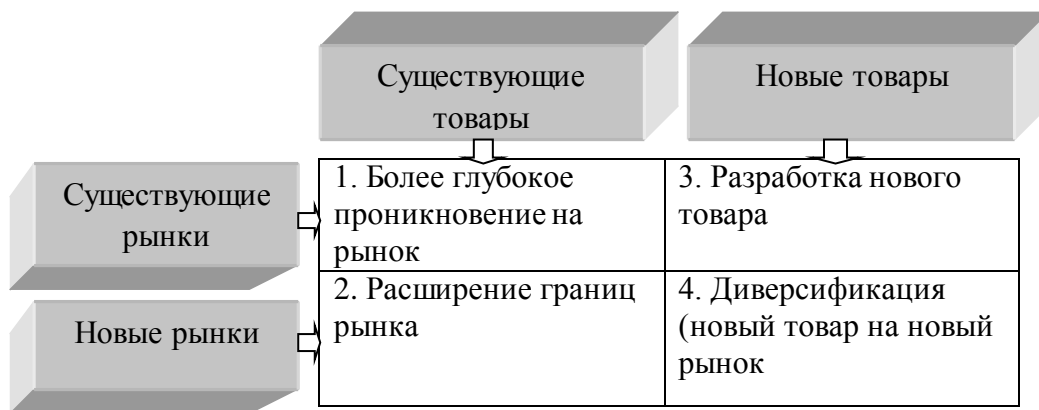 Существующие
товары
Новые товары
Существующие
рынки
1. Более глубокое
проникновение на
рынок
3. Разработка нового
товара
Новые рынки
2. Расширение границ
рынка
4. Диверсификация
(новый товар на новый
рынок